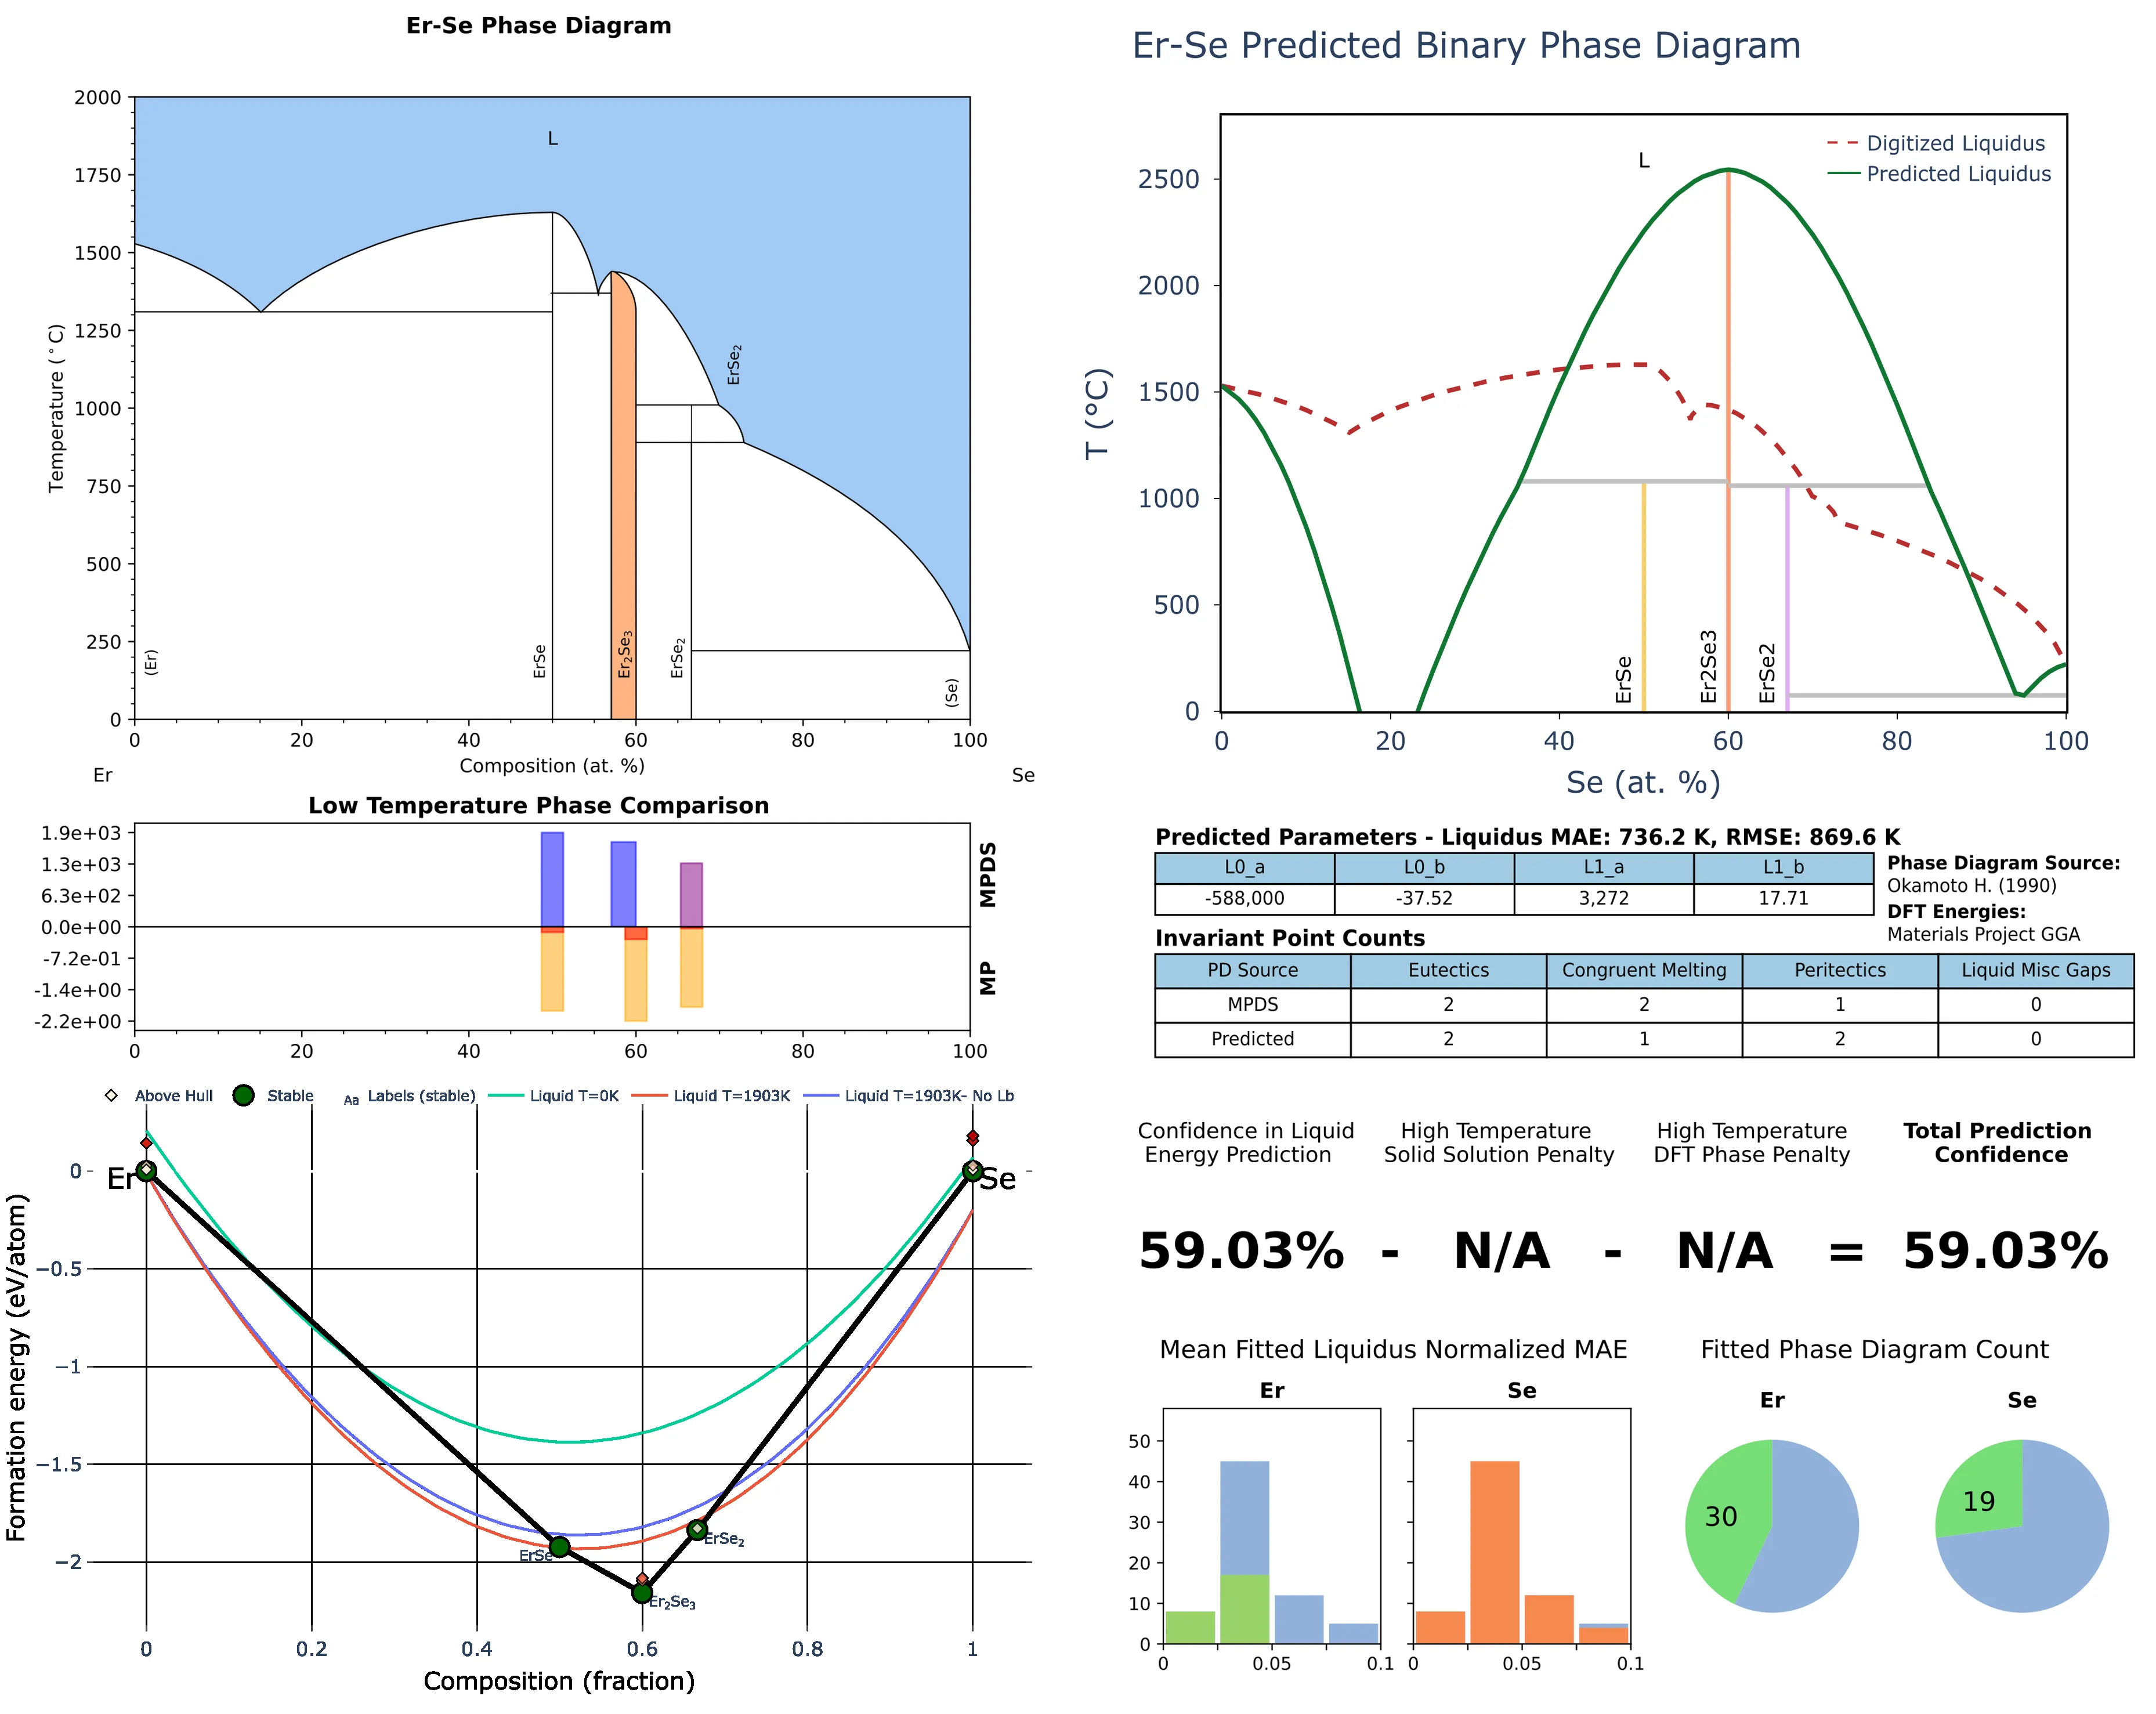 Er-Se Phase Diagram
2000
1750
1500
1250
1000
750
500
250
0
Temperature (°C)
L
ErSe₂
(Er)
ErSe
Er₂Se₃
ErSe₂
(Se)
0 20 40 60 80 100
Composition (at. %)
Er Se
Low Temperature Phase Comparison
1.9e+03
1.3e+03
6.3e+02
0.0e+00
-7.2e-01
-1.4e+00
-2.2e+00
MPDS
MP
0 20 40 60 80 100
Above Hull Stable Aa Labels (stable) Liquid T=0K Liquid T=1903K Liquid T=1903K- No Lb
0
−0.5
−1
−1.5
−2
Formation energy (eV/atom)
Er Se
ErSe
ErSe₂
Er₂Se₃
0 0.2 0.4 0.6 0.8 1
Composition (fraction)
Er-Se Predicted Binary Phase Diagram
Digitized Liquidus
Predicted Liquidus
L
2500
2000
1500
1000
500
0
T (°C)
ErSe
Er2Se3
ErSe2
0 20 40 60 80 100
Se (at. %)
Predicted Parameters - Liquidus MAE: 736.2 K, RMSE: 869.6 K
L0_a L0_b L1_a L1_b
-588,000 -37.52 3,272 17.71
Phase Diagram Source:
Okamoto H. (1990)
DFT Energies:
Materials Project GGA
Invariant Point Counts
PD Source Eutectics Congruent Melting Peritectics Liquid Misc Gaps
MPDS 2 2 1 0
Predicted 2 1 2 0
Confidence in Liquid
Energy Prediction
High Temperature
Solid Solution Penalty
High Temperature
DFT Phase Penalty
Total Prediction
Confidence
59.03% - N/A - N/A = 59.03%
Mean Fitted Liquidus Normalized MAE
Er Se
50
40
30
20
10
0
0 0.05 0.1
0 0.05 0.1
Fitted Phase Diagram Count
Er Se
30
19